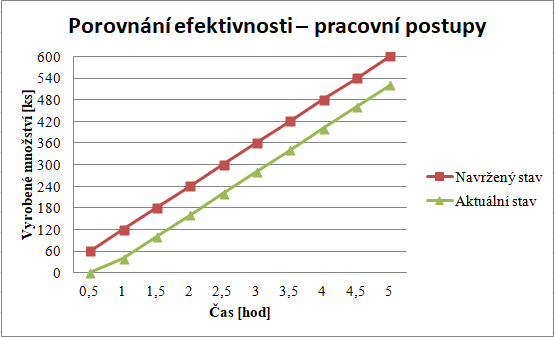 Porovnání efektivnosti – pracovní postupy
Vyrobené množství [ks]
600
540
480
420
360
300
240
180
120
60
0
0,5 1 1,5 2 2,5 3 3,5 4 4,5 5
Čas [hod]
Navržený stav
Aktuální stav